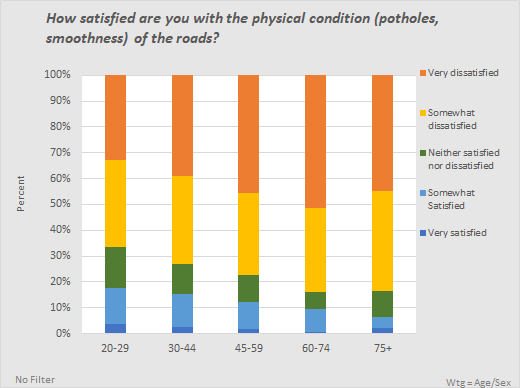 How satisfied are you with the physical condition (potholes,
smoothness) of the roads?
100%
90%
80%
70%
60%
50%
40%
30%
20%
10%
0%
Percent
20-29
30-44
45-59
60-74
75+
Very dissatisfied
Somewhat
dissatisfied
Neither satisfied
nor dissatisfied
Somewhat
Satisfied
Very satisfied
No Filter
Wtg = Age/Sex